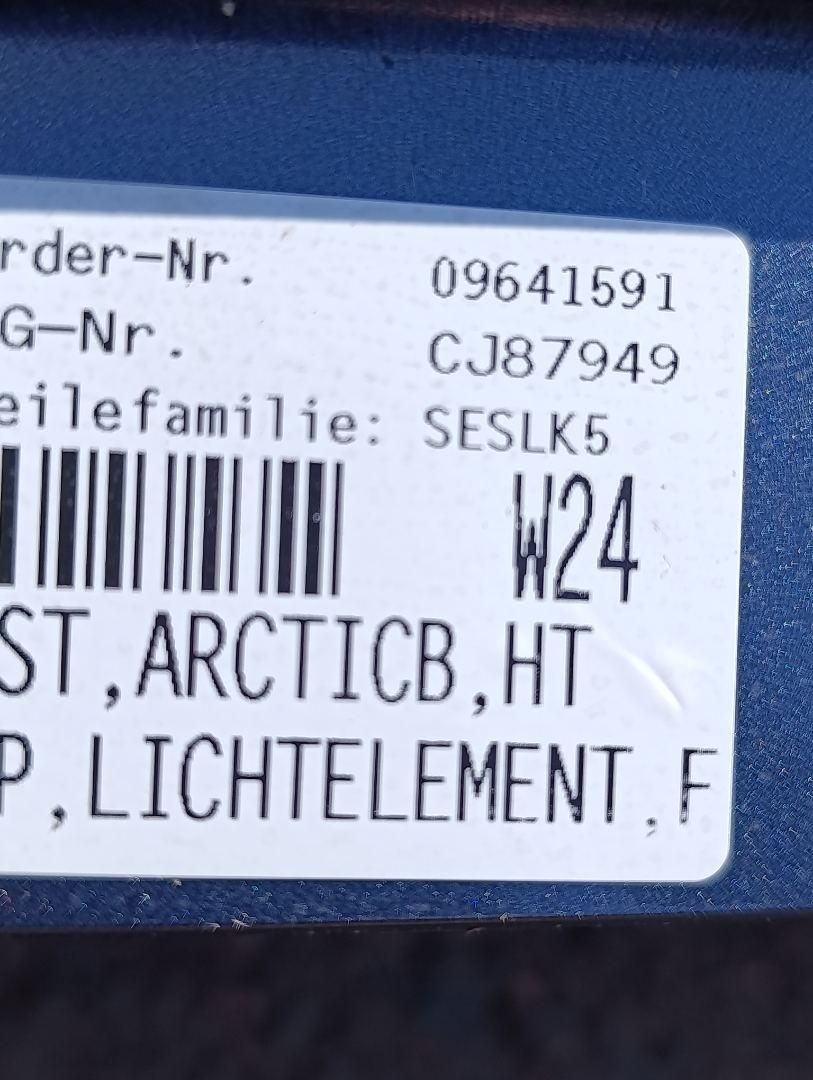 rder-Nr. 09641591
G-Nr. CJ87949
eilefamilie: SESLK5
W24
ST,ARCTICB,HT
P,LICHTELEMENT,F